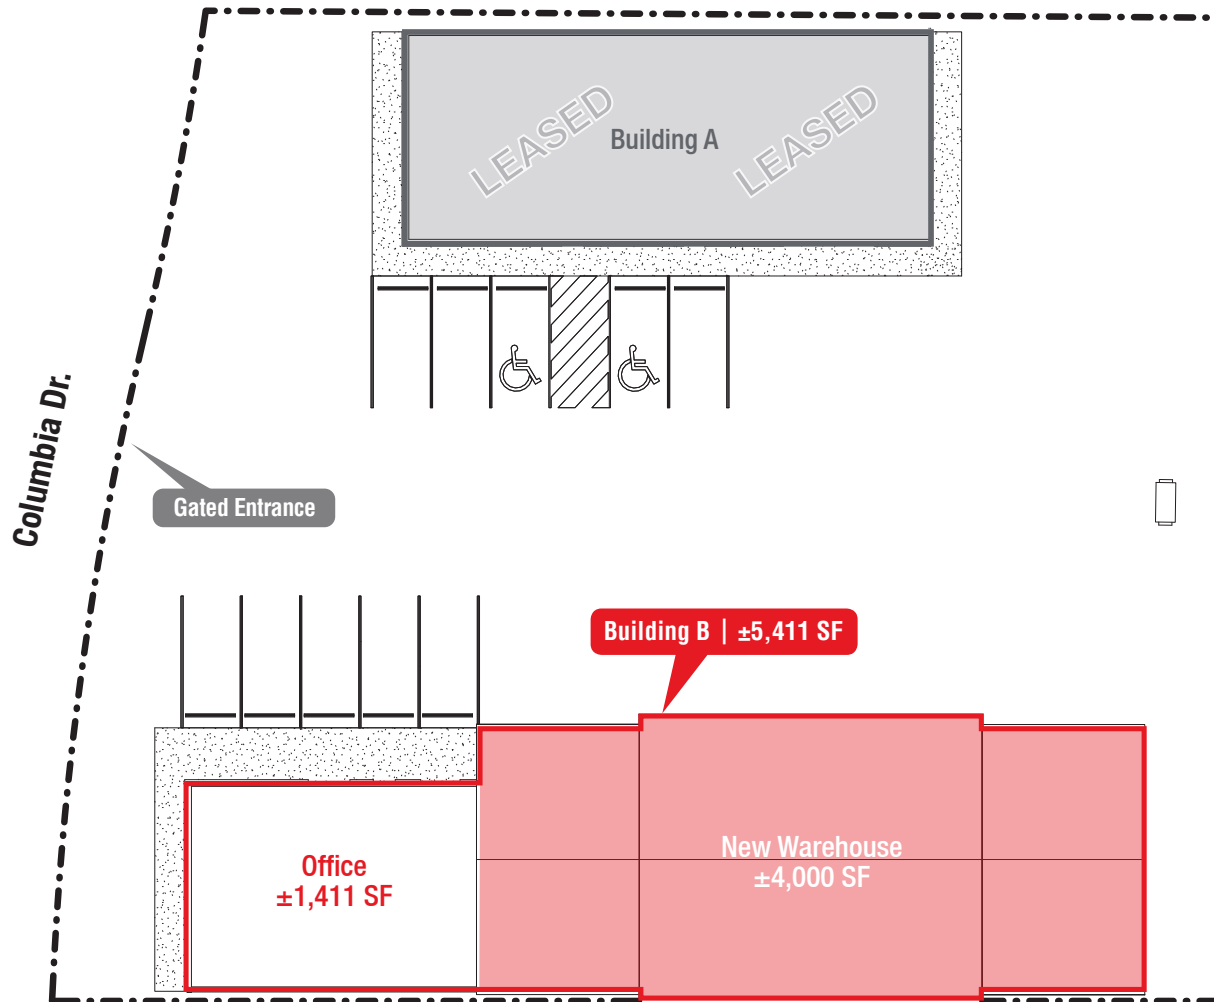 LEASED
Building A
LEASED
Columbia Dr.
Gated Entrance
Building B | ±5,411 SF
Office
±1,411 SF
New Warehouse
±4,000 SF